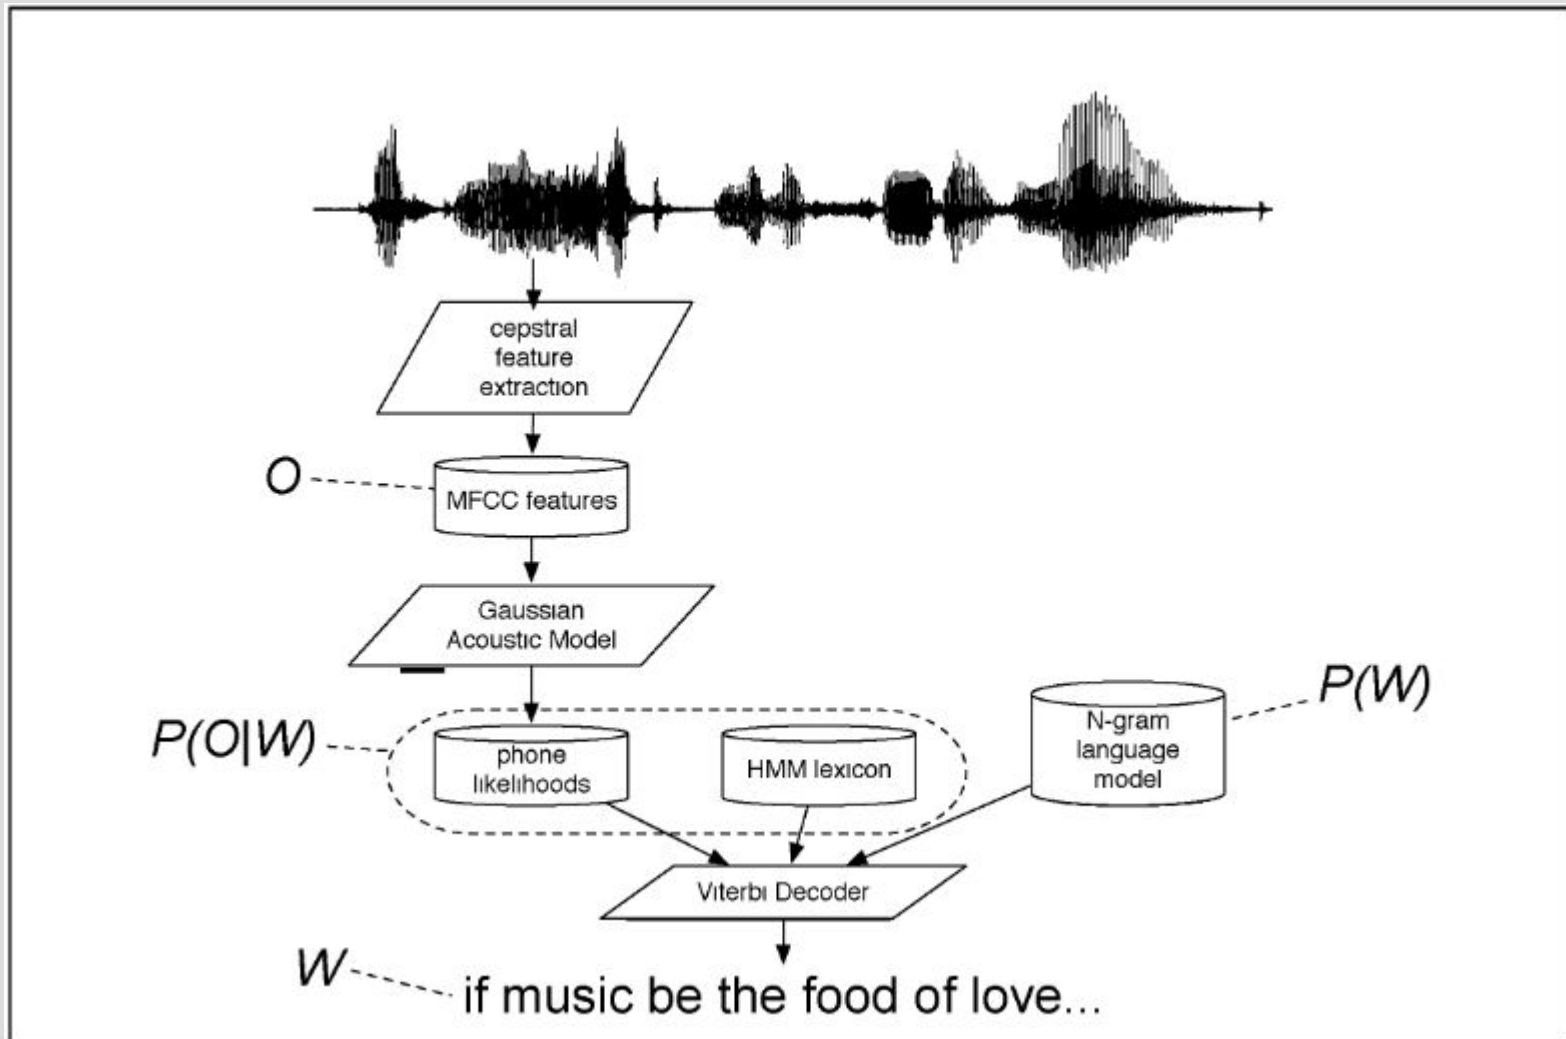 cepstral
feature
extraction
O
MFCC features
Gaussian
Acoustic Model
P(W)
P(O|W)
phone
likelihoods
HMM lexicon
N-gram
language
model
Viterbi Decoder
W
if music be the food of love...